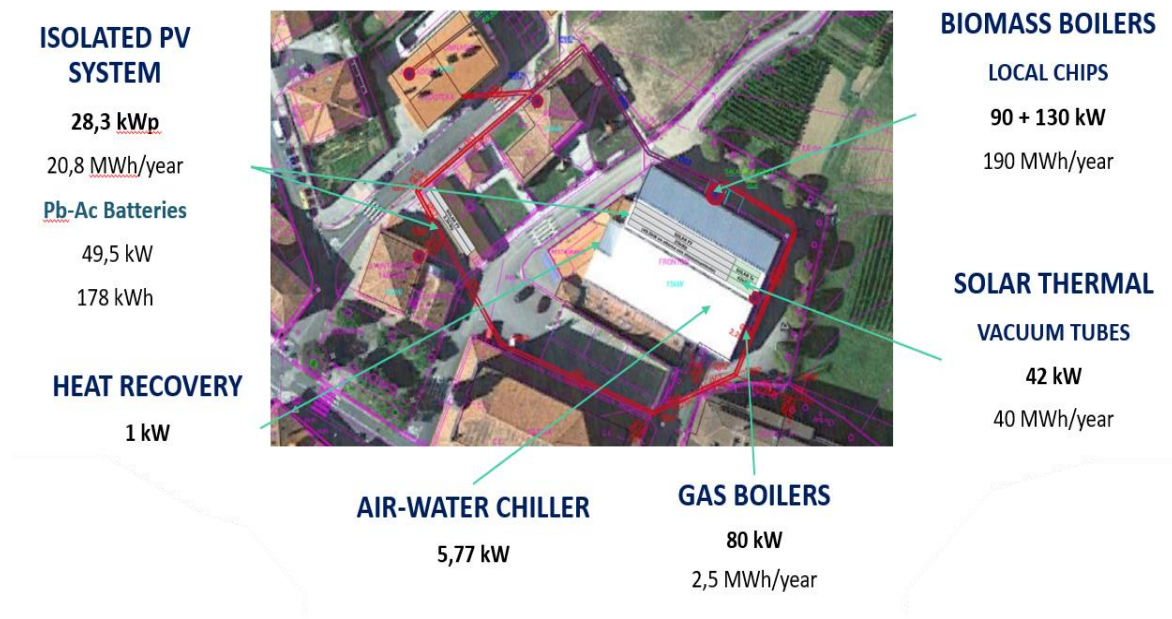 ISOLATED PV
SYSTEM
28,3 kWp
20,8 MWh/year
Pb-Ac Batteries
49,5 kW
178 kWh
HEAT RECOVERY
1 kW
AIR-WATER CHILLER
5,77 kW
GAS BOILERS
80 kW
2,5 MWh/year
BIOMASS BOILERS
LOCAL CHIPS
90 + 130 kW
190 MWh/year
SOLAR THERMAL
VACUUM TUBES
42 kW
40 MWh/year
FRONTON